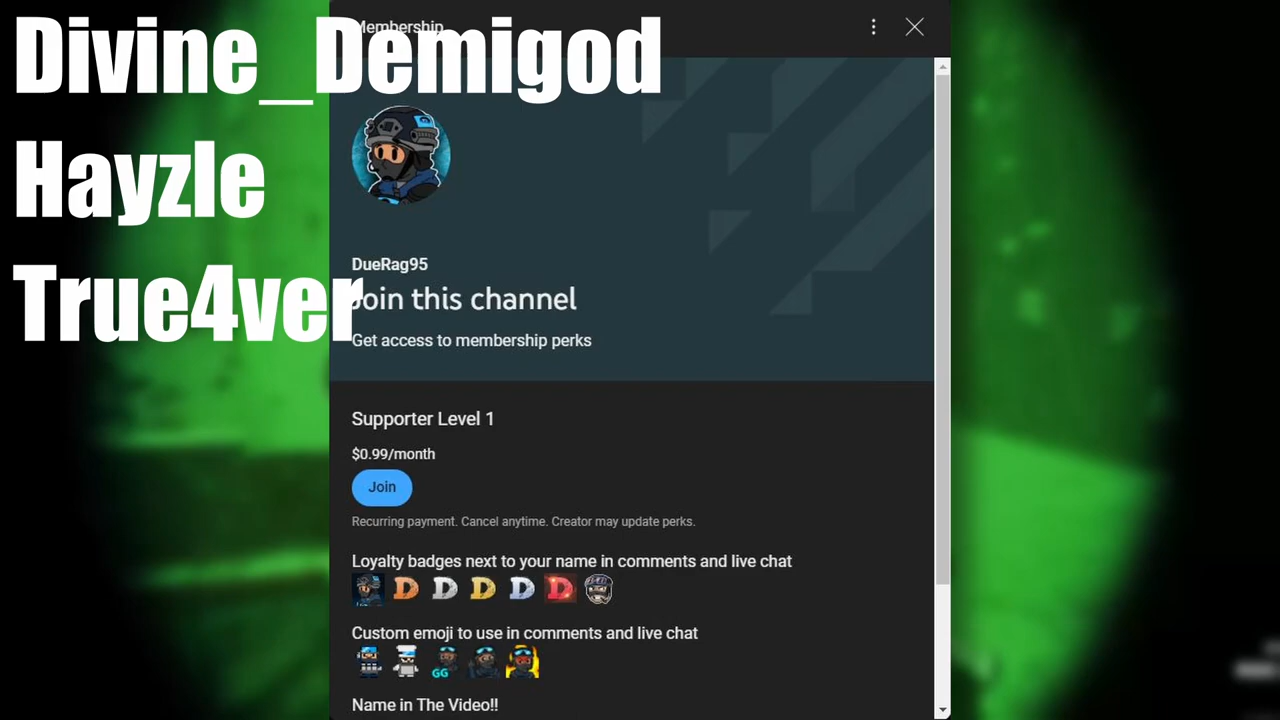 Divine_Demigod
Membership
Hayzle
True4ver
DueRag95
Join this channel
Get access to membership perks
Supporter Level 1
$0.99/month
Join
Recurring payment. Cancel anytime. Creator may update perks.
Loyalty badges next to your name in comments and live chat
D D D D D
Custom emoji to use in comments and live chat
GG
Name in The Video!!